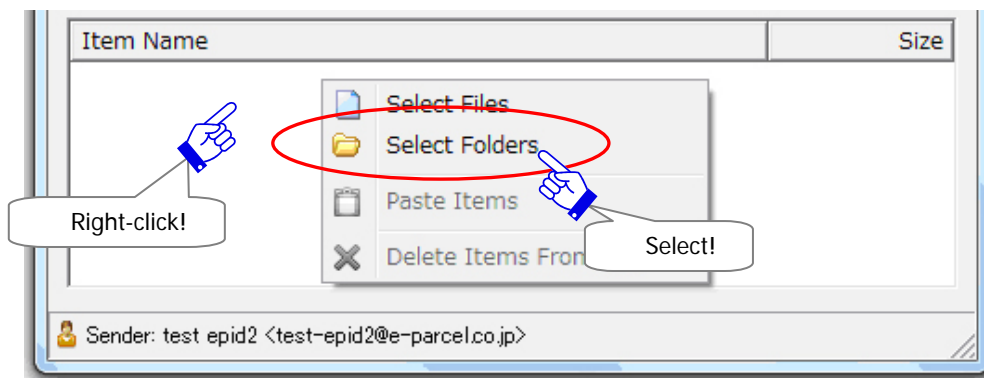 Item Name Size
Select Files
Select Folders
Right-click!
Paste Items
Select!
Delete Items From
Sender: test epid2 <test-epid2@e-parcel.co.jp>